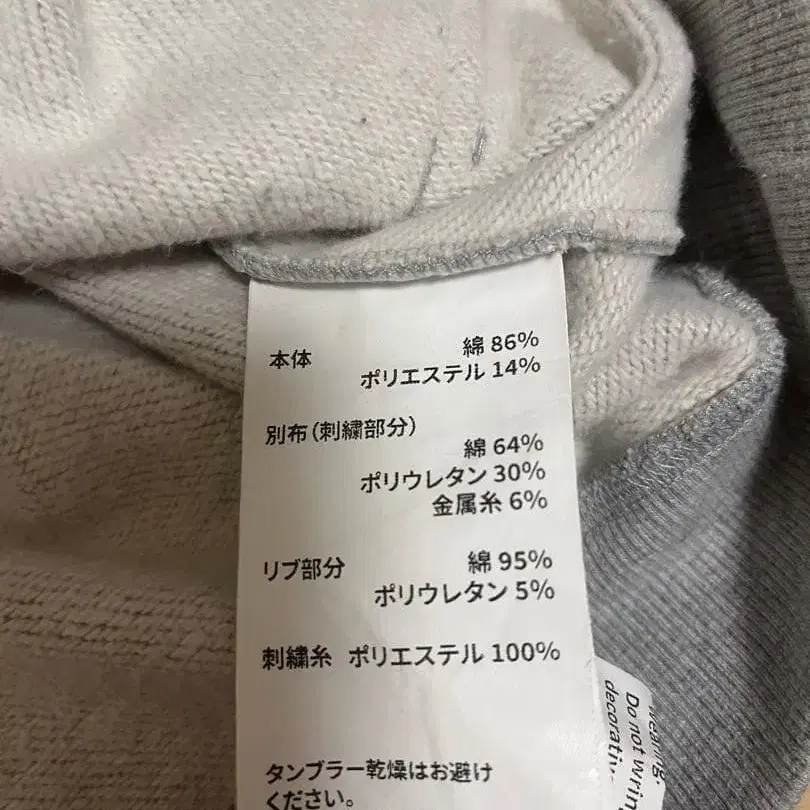 本体 綿 86%
ポリエステル 14%
別布(刺繍部分)
綿 64%
ポリウレタン 30%
金属糸 6%
リブ部分 綿 95%
ポリウレタン 5%
刺繍糸 ポリエステル 100%
タンブラー乾燥はお避け
ください。
wearing.
Do not wrin
decorativ